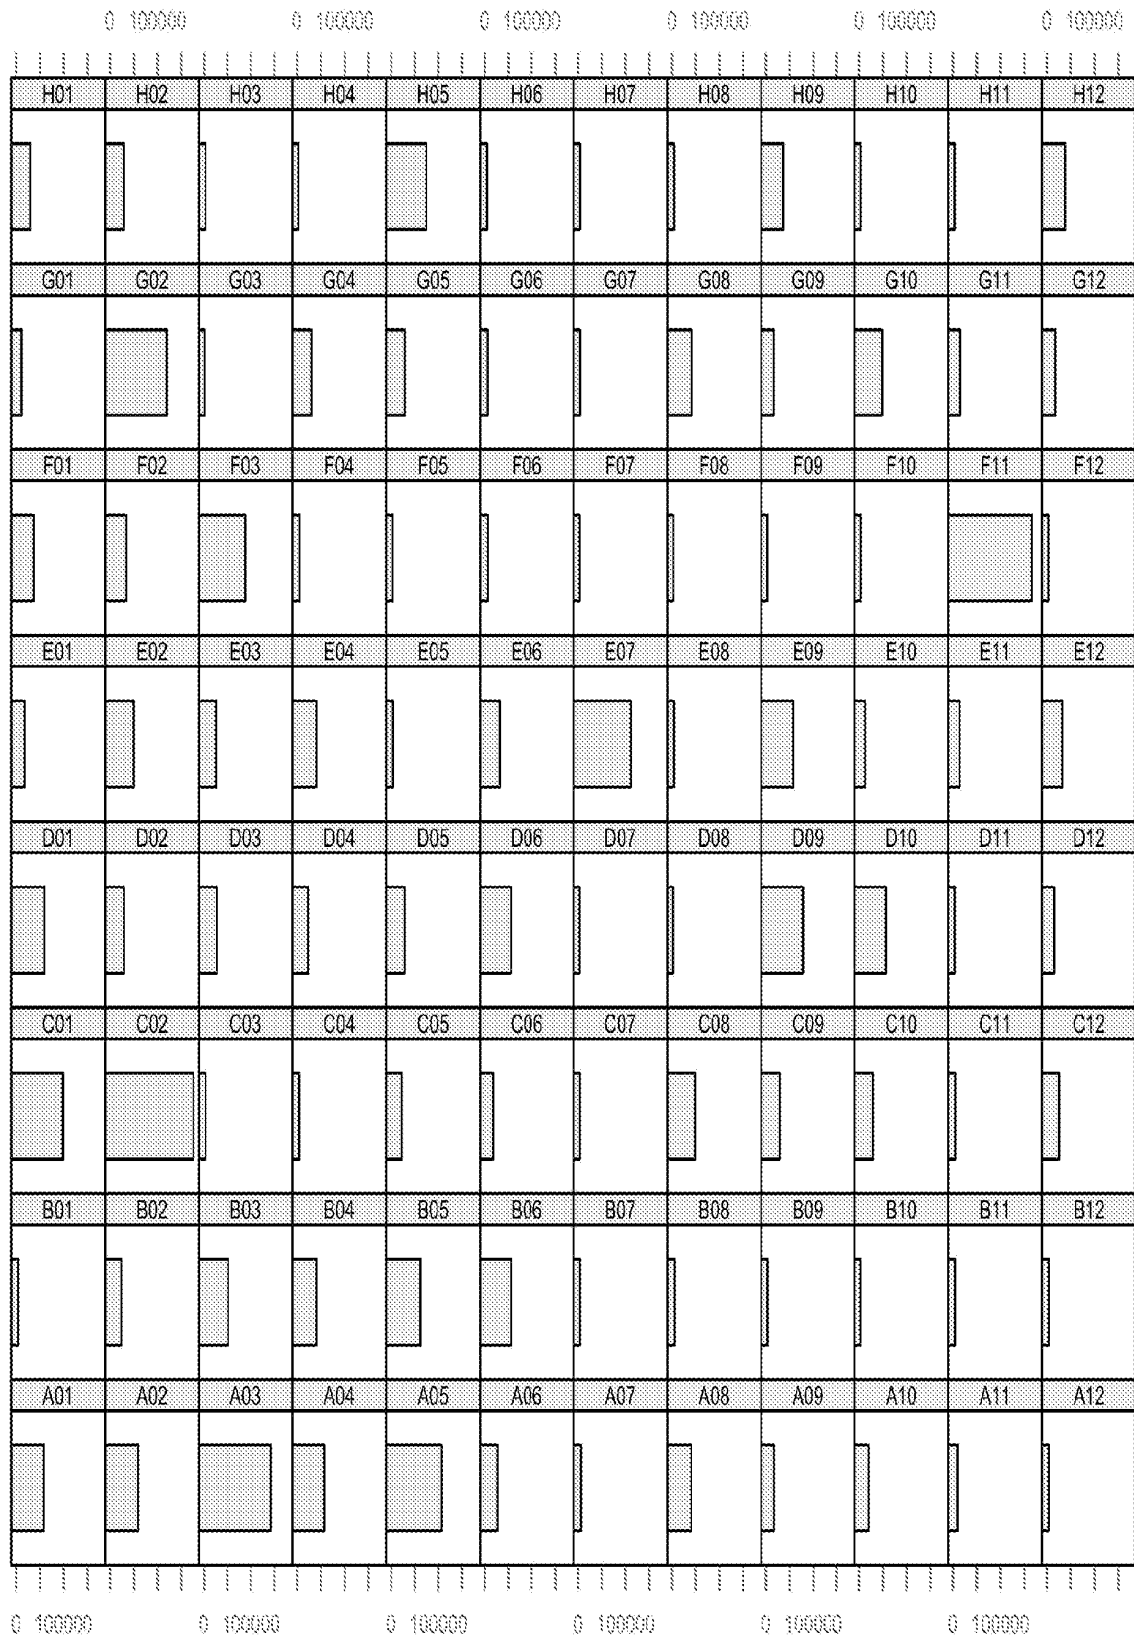 0 100000 0 100000 0 100000 0 100000 0 100000 0 100000
H01 H02 H03 H04 H05 H06 H07 H08 H09 H10 H11 H12
G01 G02 G03 G04 G05 G06 G07 G08 G09 G10 G11 G12
F01 F02 F03 F04 F05 F06 F07 F08 F09 F10 F11 F12
E01 E02 E03 E04 E05 E06 E07 E08 E09 E10 E11 E12
D01 D02 D03 D04 D05 D06 D07 D08 D09 D10 D11 D12
C01 C02 C03 C04 C05 C06 C07 C08 C09 C10 C11 C12
B01 B02 B03 B04 B05 B06 B07 B08 B09 B10 B11 B12
A01 A02 A03 A04 A05 A06 A07 A08 A09 A10 A11 A12
0 100000 0 100000 0 100000 0 100000 0 100000 0 100000